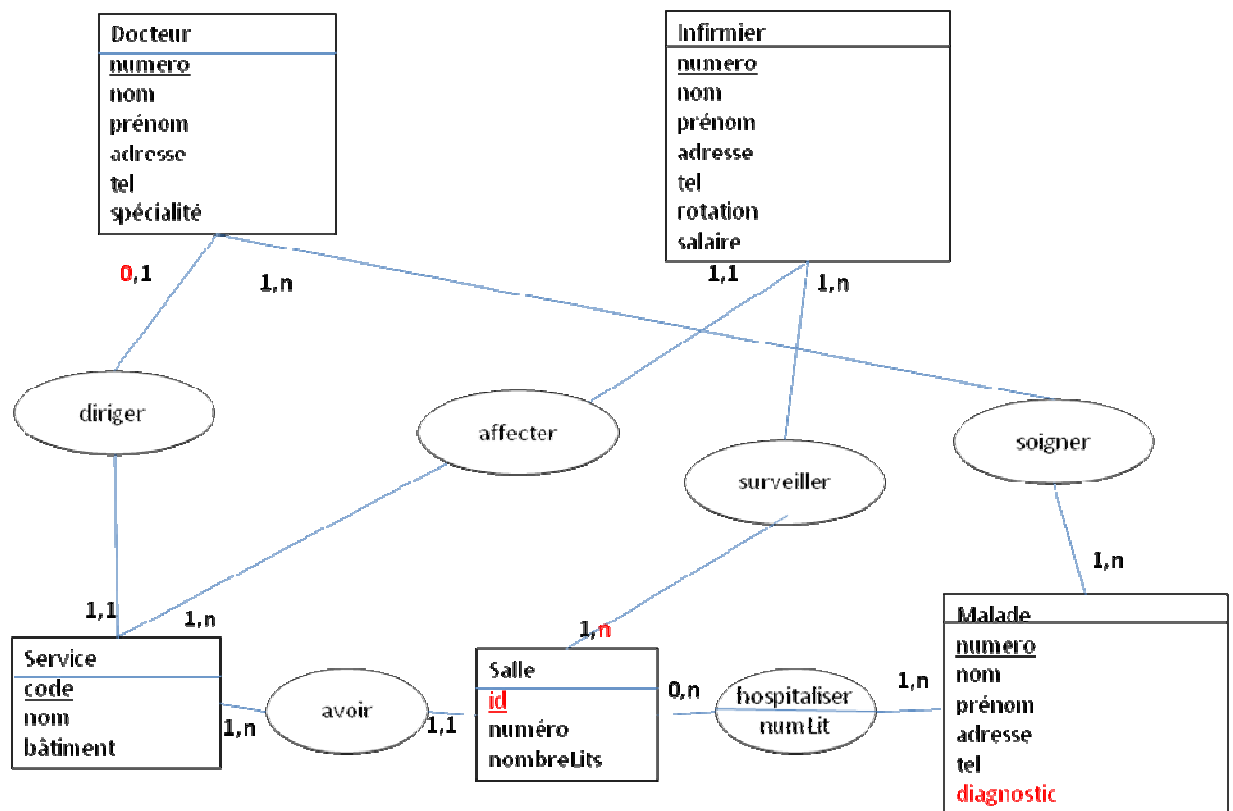 Docteur
numero
nom
prénom
adresse
tel
spécialité
Infirmier
numero
nom
prénom
adresse
tel
rotation
salaire
0,1
1,n
1,1
1,n
diriger
affecter
surveiller
soigner
1,1
1,n
1,n
1,n
Service
code
nom
bâtiment
1,n
avoir
1,1
Salle
id
numéro
nombreLits
0,n
hospitaliser
numLit
1,n
Malade
numero
nom
prénom
adresse
tel
diagnostic